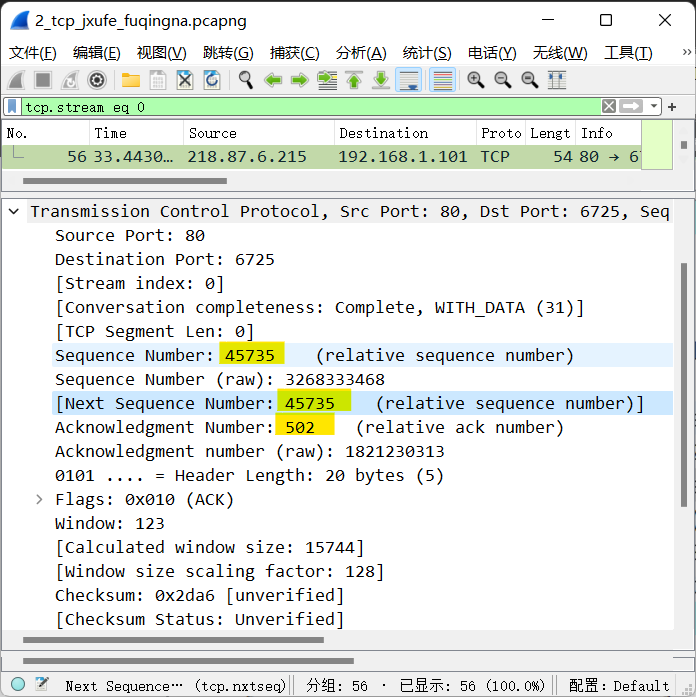 2_tcp_jxufe_fuqingna.pcapng
文件(F) 编辑(E) 视图(V) 跳转(G) 捕获(C) 分析(A) 统计(S) 电话(Y) 无线(W) 工具(T) »
tcp.stream eq 0
No. Time Source Destination Proto Lengt Info
56 33.4430… 218.87.6.215 192.168.1.101 TCP 54 80 → 6
Transmission Control Protocol, Src Port: 80, Dst Port: 6725, Seq
Source Port: 80
Destination Port: 6725
[Stream index: 0]
[Conversation completeness: Complete, WITH_DATA (31)]
[TCP Segment Len: 0]
Sequence Number: 45735 (relative sequence number)
Sequence Number (raw): 3268333468
[Next Sequence Number: 45735 (relative sequence number)]
Acknowledgment Number: 502 (relative ack number)
Acknowledgment number (raw): 1821230313
0101 .... = Header Length: 20 bytes (5)
Flags: 0x010 (ACK)
Window: 123
[Calculated window size: 15744]
[Window size scaling factor: 128]
Checksum: 0x2da6 [unverified]
[Checksum Status: Unverified]
Next Sequence… (tcp.nxtseq) 分组: 56 · 已显示: 56 (100.0%) 配置: Default